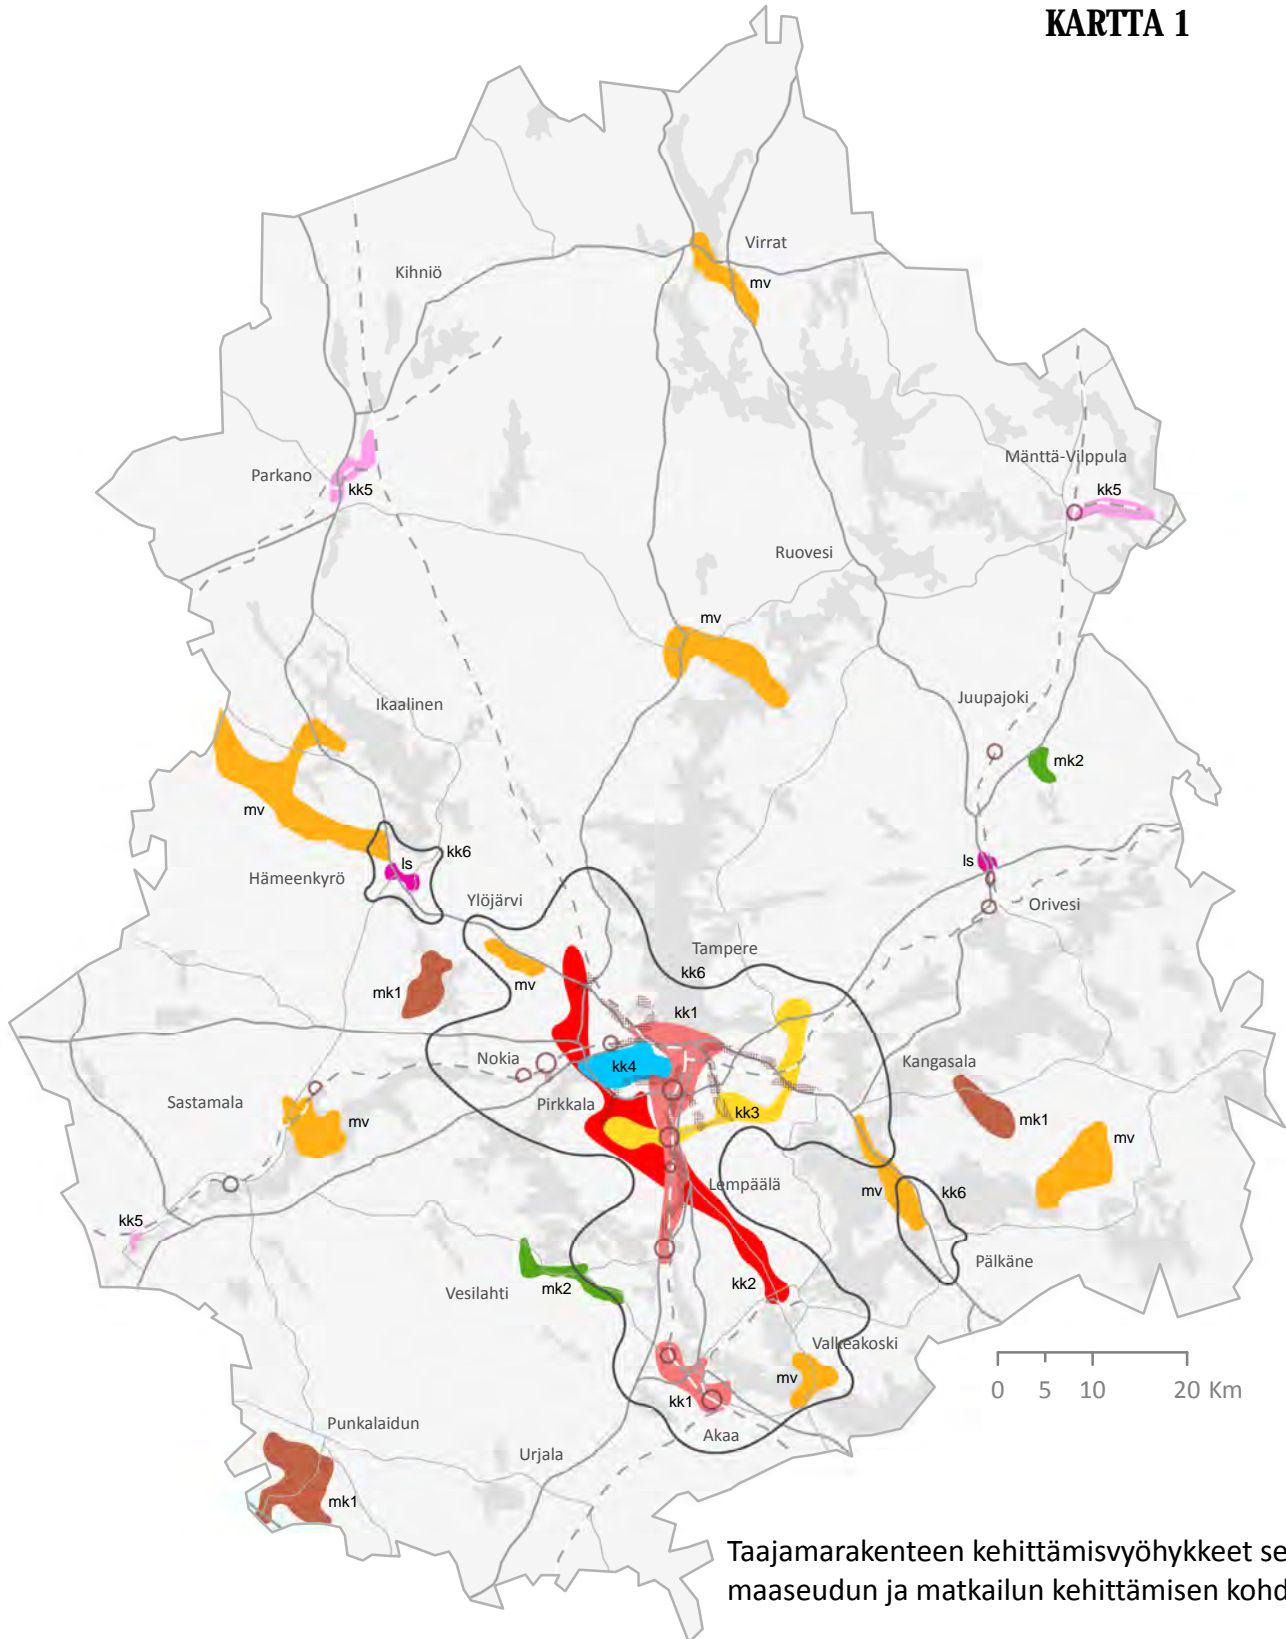 KARTTA 1
Virrat
Kihniö
mv
Mänttä-Vilppula
Parkano
kk5
kk5
Ruovesi
mv
Ikaalinen
Juupajoki
mk2
mv
kk6
ls
ls
Hämeenkyrö
Ylöjärvi
Orivesi
Tampere
kk6
mv
mk1
kk1
Nokia
kk4
Kangasala
Sastamala
Pirkkala
kk3
mk1
mv
mv
Lempäälä
mv
kk6
kk5
Pälkäne
kk2
mk2
Vesilahti
Valkeakoski
mv
0 5 10 20 Km
kk1
Punkalaidun
Akaa
Urjala
mk1
Taajamarakenteen kehittämisvyöhykkeet se
maaseudun ja matkailun kehittämisen kohd